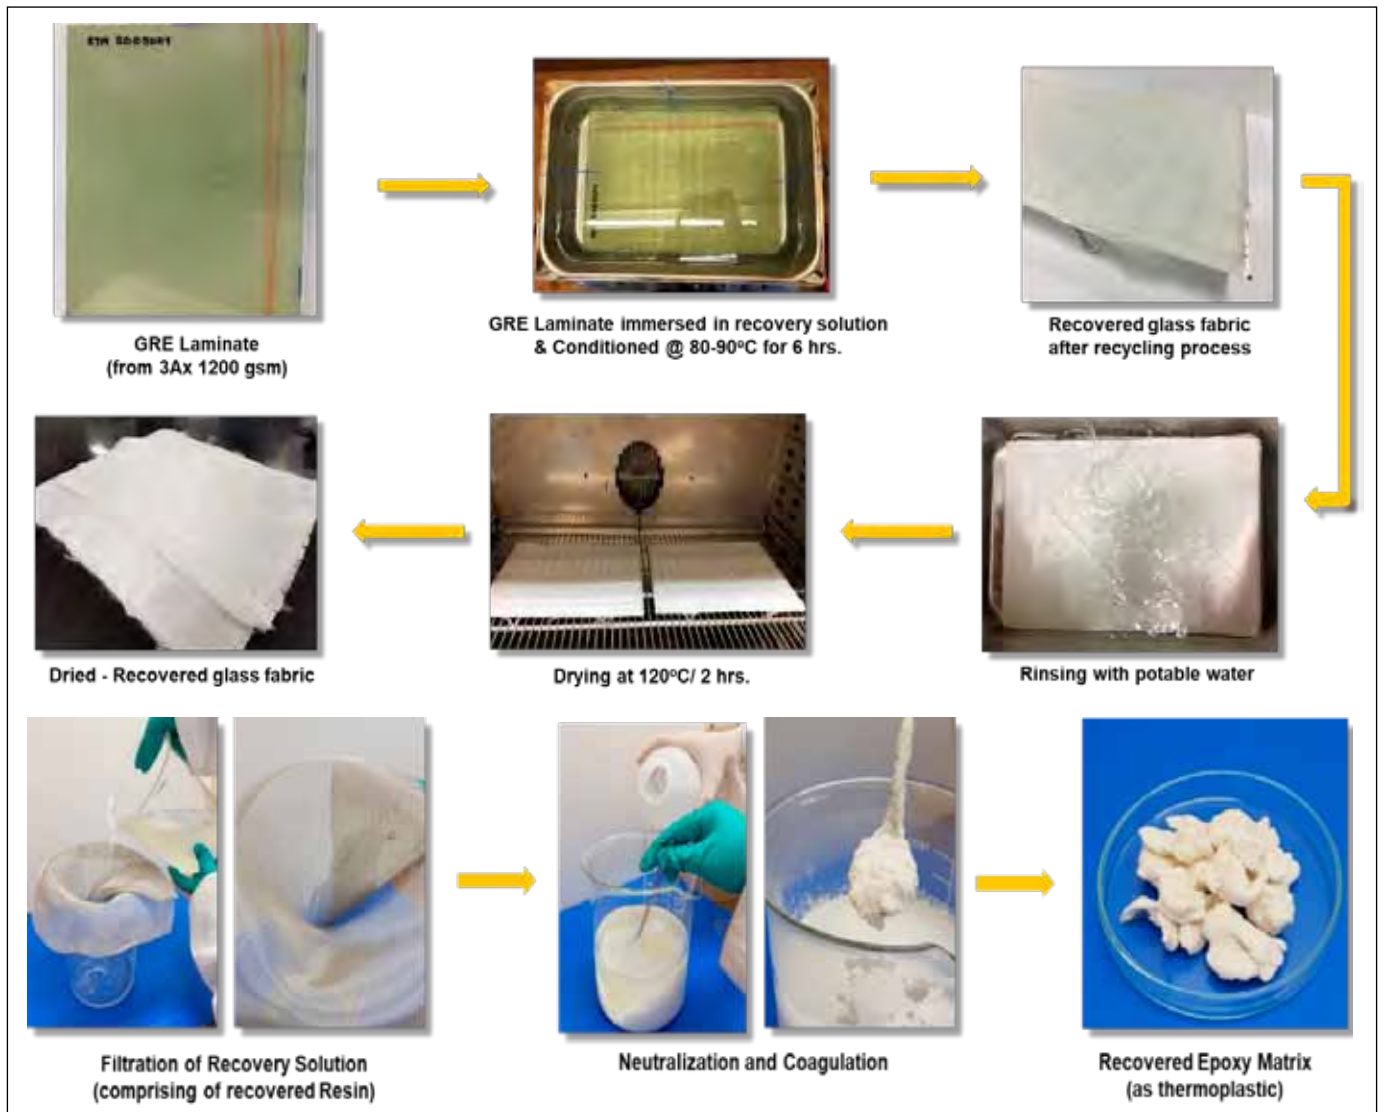 GRE Laminate
(from 3Ax 1200 gsm)
GRE Laminate immersed in recovery solution
& Conditioned @ 80-90ºC for 6 hrs.
Recovered glass fabric
after recycling process
Dried - Recovered glass fabric
Drying at 120ºC/ 2 hrs.
Rinsing with potable water
Filtration of Recovery Solution
(comprising of recovered Resin)
Neutralization and Coagulation
Recovered Epoxy Matrix
(as thermoplastic)